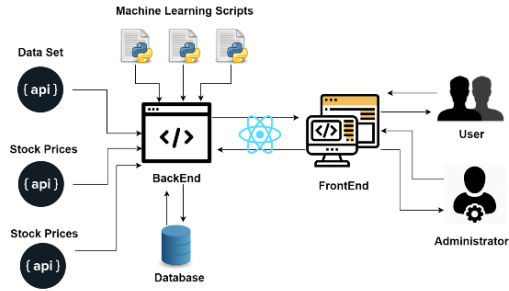 Machine Learning Scripts
Data Set
{api}
Stock Prices
{api}
Stock Prices
{api}
</>
BackEnd
Database
</>
FrontEnd
User
Administrator